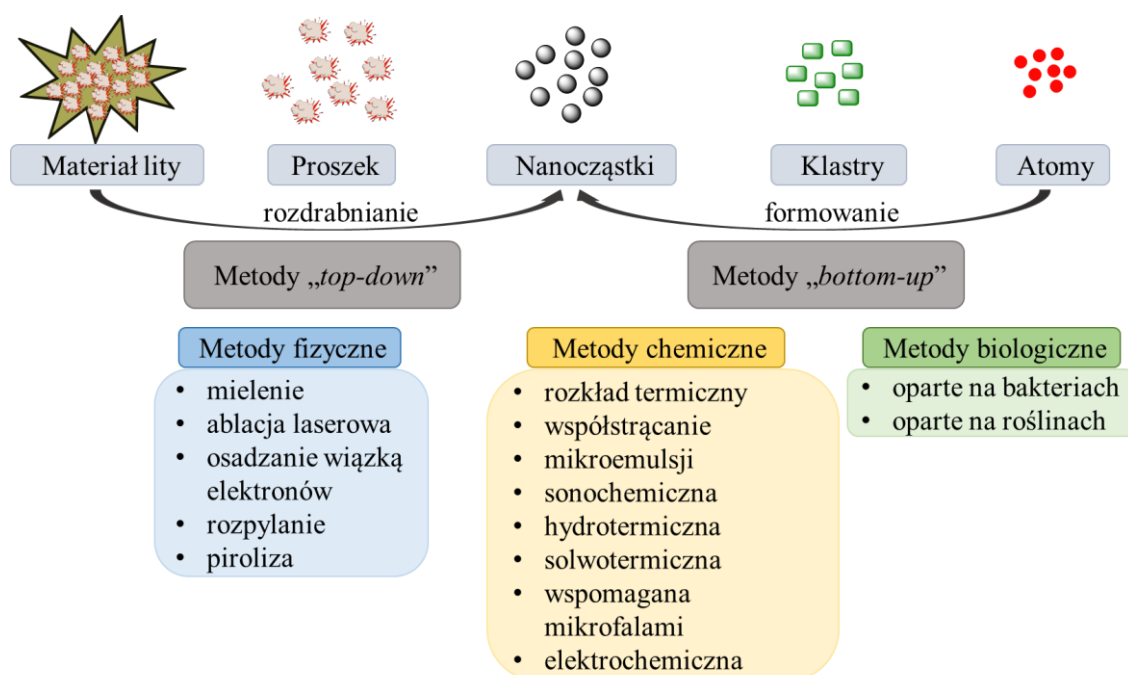 Materiał lity
Proszek
Nanocząstki
Klastry
Atomy
rozdrabnianie
formowanie
Metody „top-down”
Metody „bottom-up”
Metody fizyczne
• mielenie
• ablacja laserowa
• osadzanie wiązką
elektronów
• rozpylanie
• piroliza
Metody chemiczne
• rozkład termiczny
• współstrącanie
• mikroemulsji
• sonochemiczna
• hydrotermiczna
• solwotermiczna
• wspomagana
mikrofalami
• elektrochemiczna
Metody biologiczne
• oparte na bakteriach
• oparte na roślinach